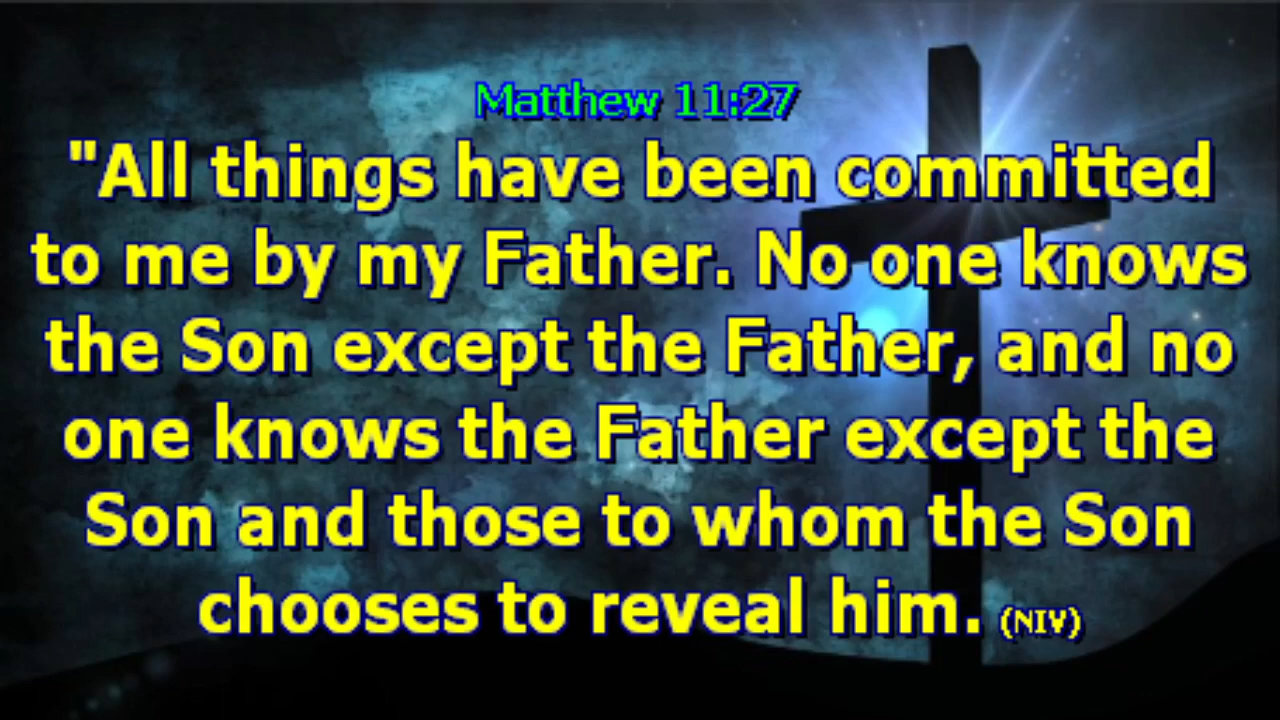 Matthew 11:27
"All things have been committed
to me by my Father. No one knows
the Son except the Father, and no
one knows the Father except the
Son and those to whom the Son
chooses to reveal him. (NIV)